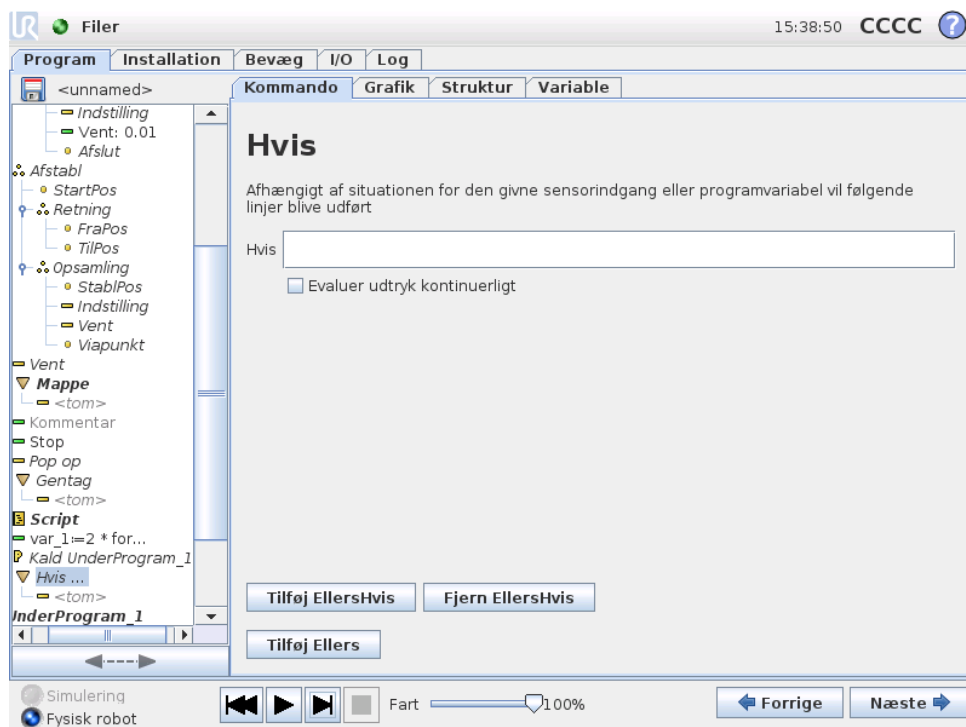 UR Filer 15:38:50 CCCC ?
Program Installation Bevæg I/O Log
<unnamed>
Kommando Grafik Struktur Variable
Indstilling
Vent: 0.01
Afslut
Afstabl
StartPos
Retning
FraPos
TilPos
Opsamling
StablPos
Indstilling
Vent
Viapunkt
Vent
Mappe
<tom>
Kommentar
Stop
Pop op
Gentag
<tom>
Script
var_1:=2 * for...
Kald UnderProgram_1
Hvis ...
<tom>
UnderProgram_1
Hvis
Afhængigt af situationen for den givne sensorindgang eller programvariabel vil følgende
linjer blive udført
Hvis
Evaluer udtryk kontinuerligt
Tilføj EllersHvis Fjern EllersHvis
Tilføj Ellers
Simulering
Fysisk robot
Fart 100%
Forrige Næste